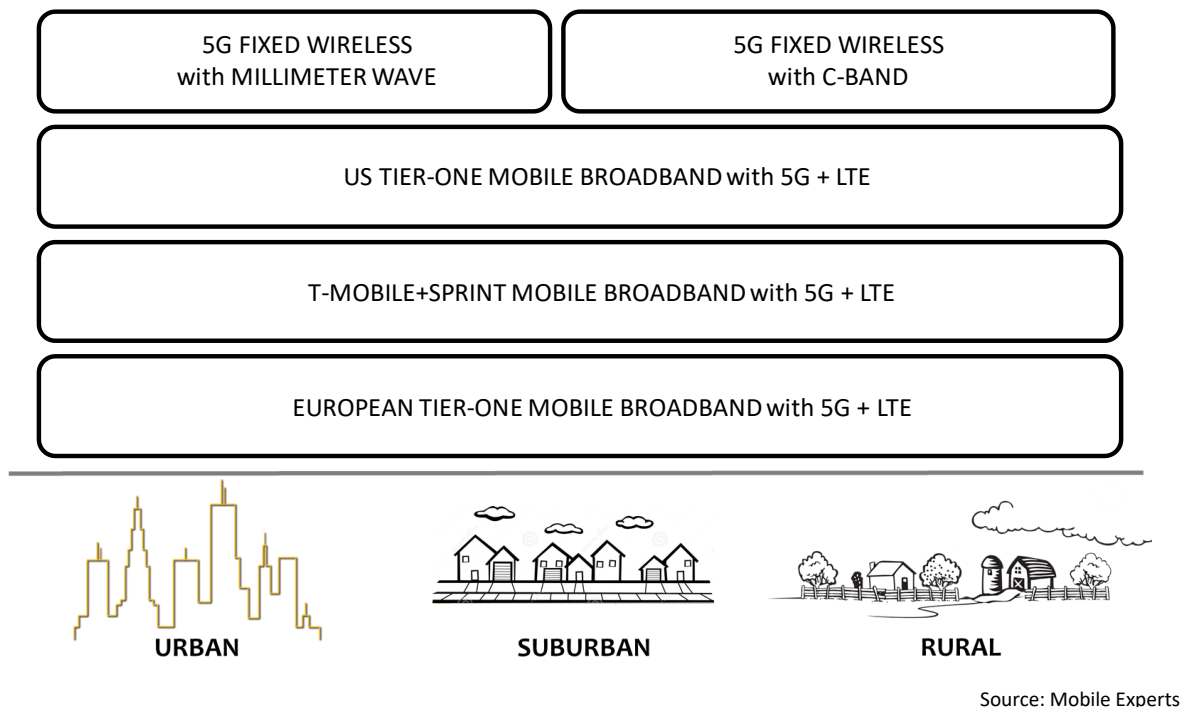 5G FIXED WIRELESS
with MILLIMETER WAVE
5G FIXED WIRELESS
with C-BAND
US TIER-ONE MOBILE BROADBAND with 5G + LTE
T-MOBILE+SPRINT MOBILE BROADBAND with 5G + LTE
EUROPEAN TIER-ONE MOBILE BROADBAND with 5G + LTE
URBAN
SUBURBAN
RURAL
Source: Mobile Experts